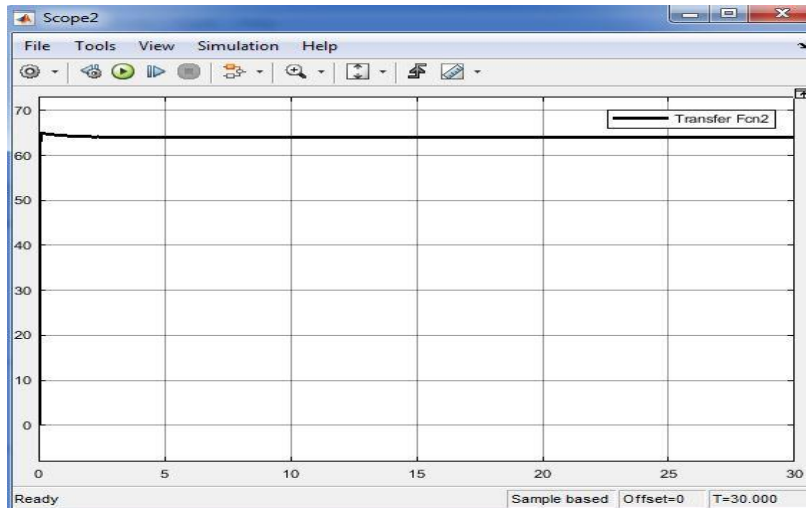 Scope2
File Tools View Simulation Help
Transfer Fcn2
70
60
50
40
30
20
10
0
0 5 10 15 20 25 30
Ready Sample based Offset=0 T=30.000